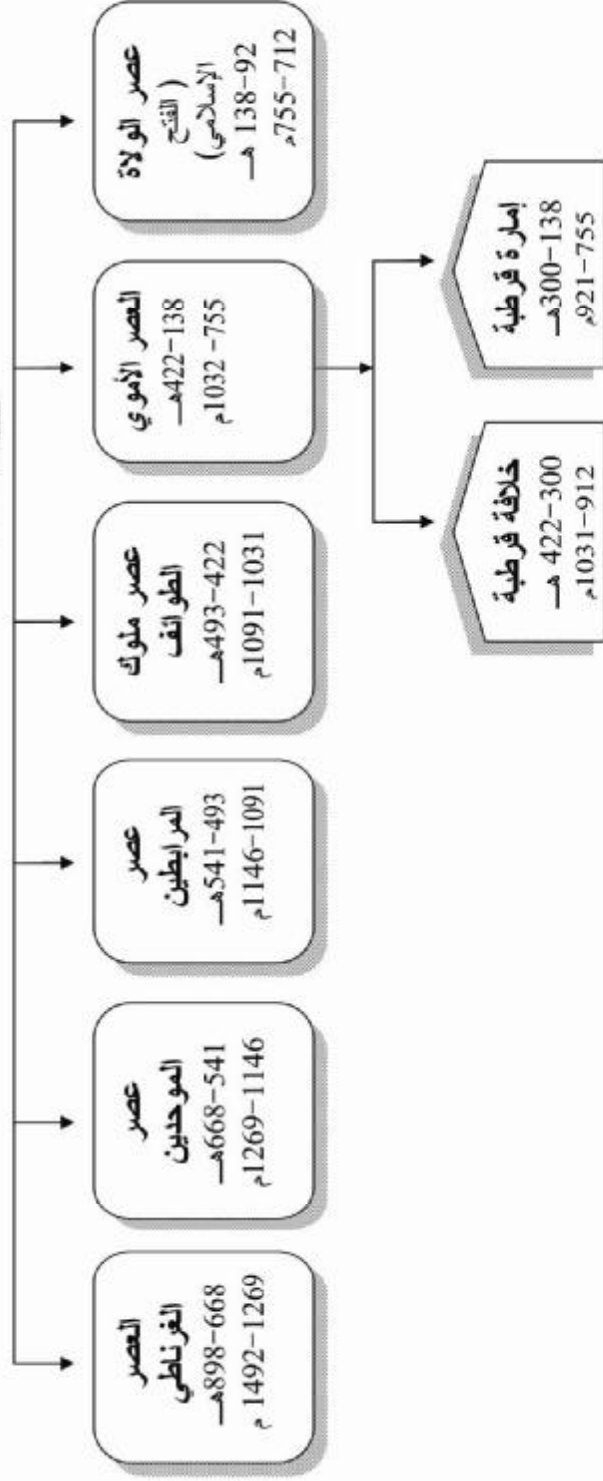 عصر الولاة
( الفتح
الإسلامي)
92-138 هـ
712-755م
العصر الأموي
138-422هـ
755- 1032م
عصر ملوك
الطوائف
422-493هـ
1031-1091م
عصر
المرابطين
493-541هـ
1091-1146م
عصر
الموحدين
541-668هـ
1146-1269م
العصر
الغرناطي
668-898هـ
1269-1492 م
إمارة قرطبة
138-300هـ
755-921م
خلافة قرطبة
300-422 هـ
912-1031م